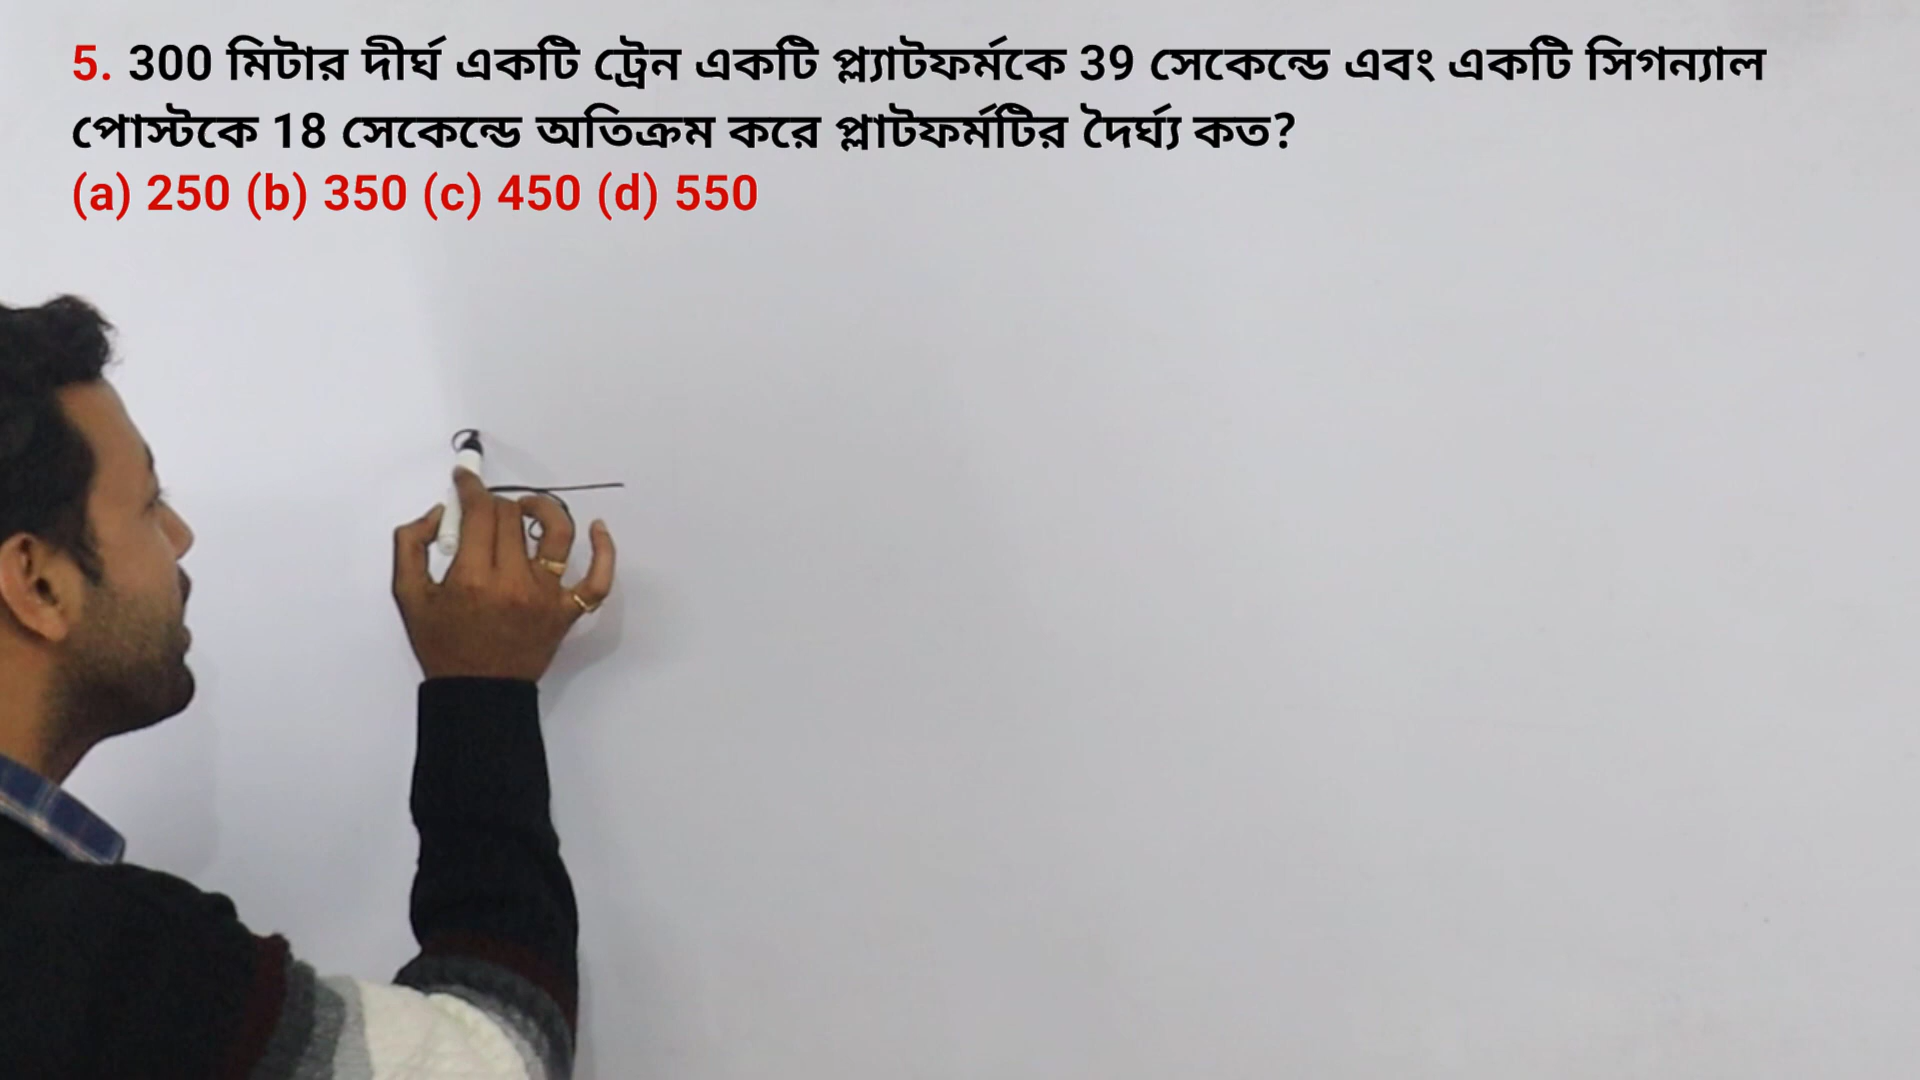 5. 300 মিটার দীর্ঘ একটি ট্রেন একটি প্ল্যাটফর্মকে 39 সেকেন্ডে এবং একটি সিগন্যাল
পোস্টকে 18 সেকেন্ডে অতিক্রম করে প্লাটফর্মটির দৈর্ঘ্য কত?
(a) 250 (b) 350 (c) 450 (d) 550